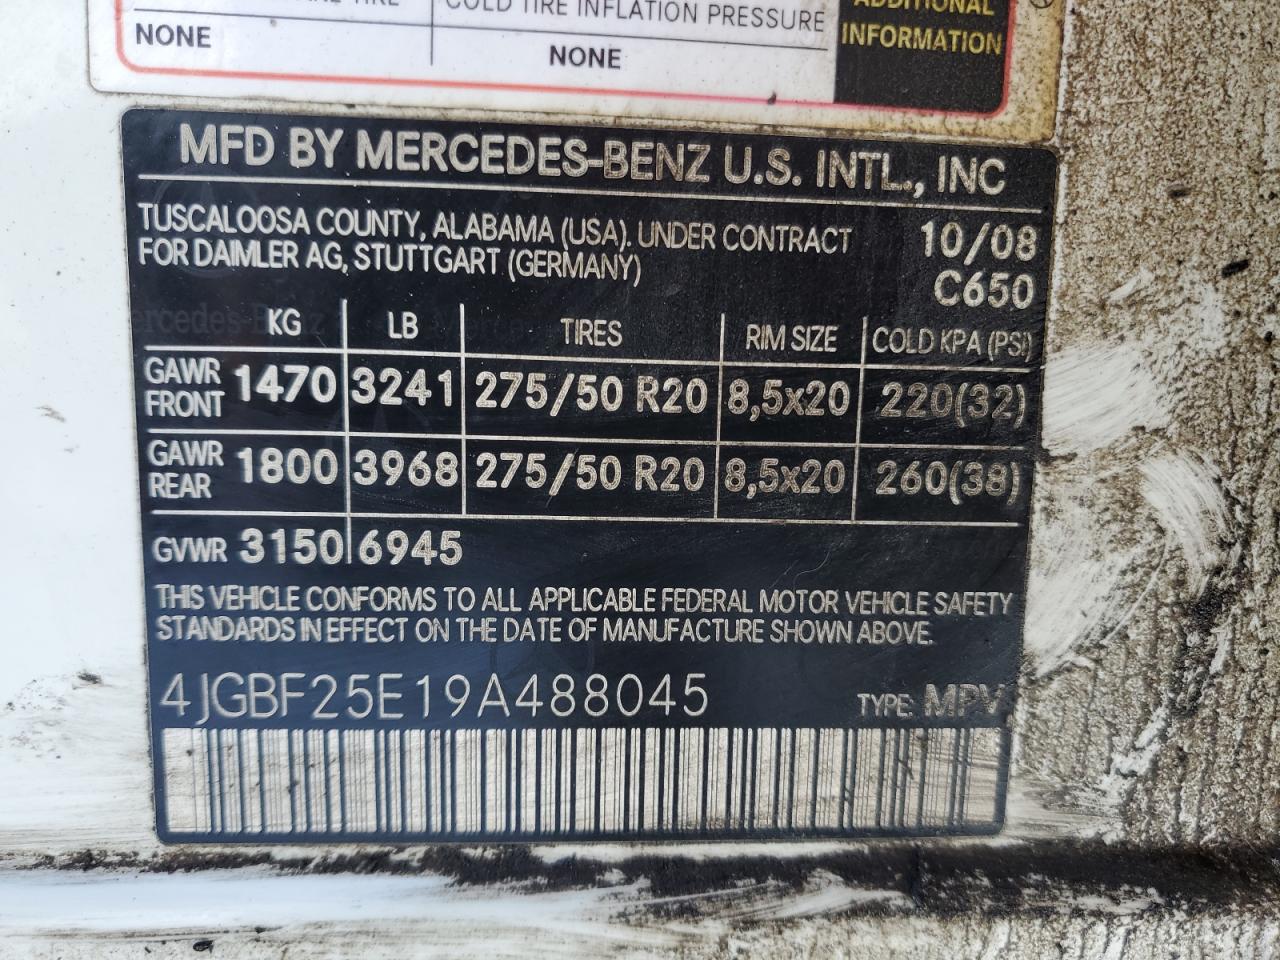 COLD TIRE INFLATION PRESSURE
ADDITIONAL
INFORMATION
NONE
NONE
MFD BY MERCEDES-BENZ U.S. INTL., INC
TUSCALOOSA COUNTY, ALABAMA (USA). UNDER CONTRACT
FOR DAIMLER AG, STUTTGART (GERMANY)
10/08
C650
KG LB TIRES RIM SIZE COLD KPA (PSI)
GAWR FRONT 1470 3241 275/50 R20 8,5x20 220(32)
GAWR REAR 1800 3968 275/50 R20 8,5x20 260(38)
GVWR 3150 6945
THIS VEHICLE CONFORMS TO ALL APPLICABLE FEDERAL MOTOR VEHICLE SAFETY
STANDARDS IN EFFECT ON THE DATE OF MANUFACTURE SHOWN ABOVE.
4JGBF25E19A488045 TYPE: MPV